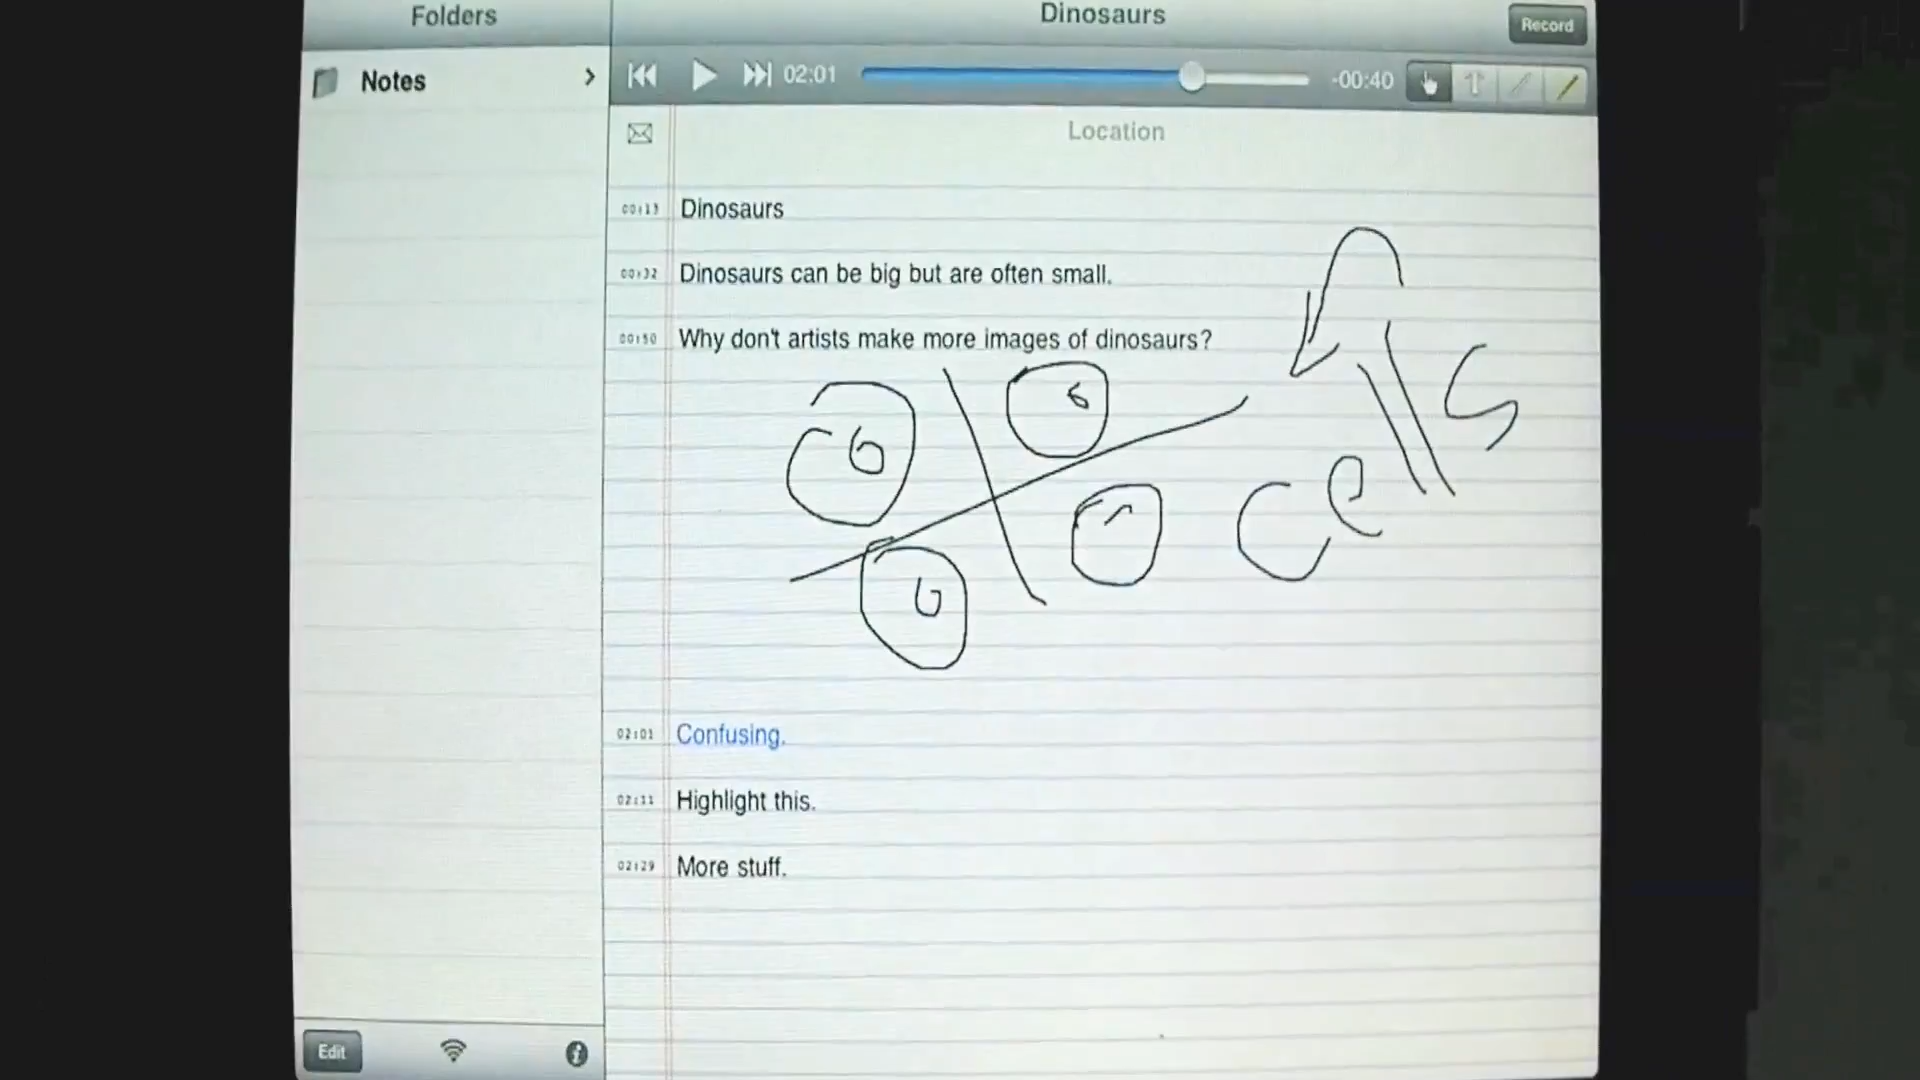 Folders
Dinosaurs
Record
Notes
02:01
-00:40
T
Location
00:13 Dinosaurs
00:32 Dinosaurs can be big but are often small.
00:50 Why don't artists make more images of dinosaurs?
cells
02:01 Confusing.
02:11 Highlight this.
02:29 More stuff.
Edit